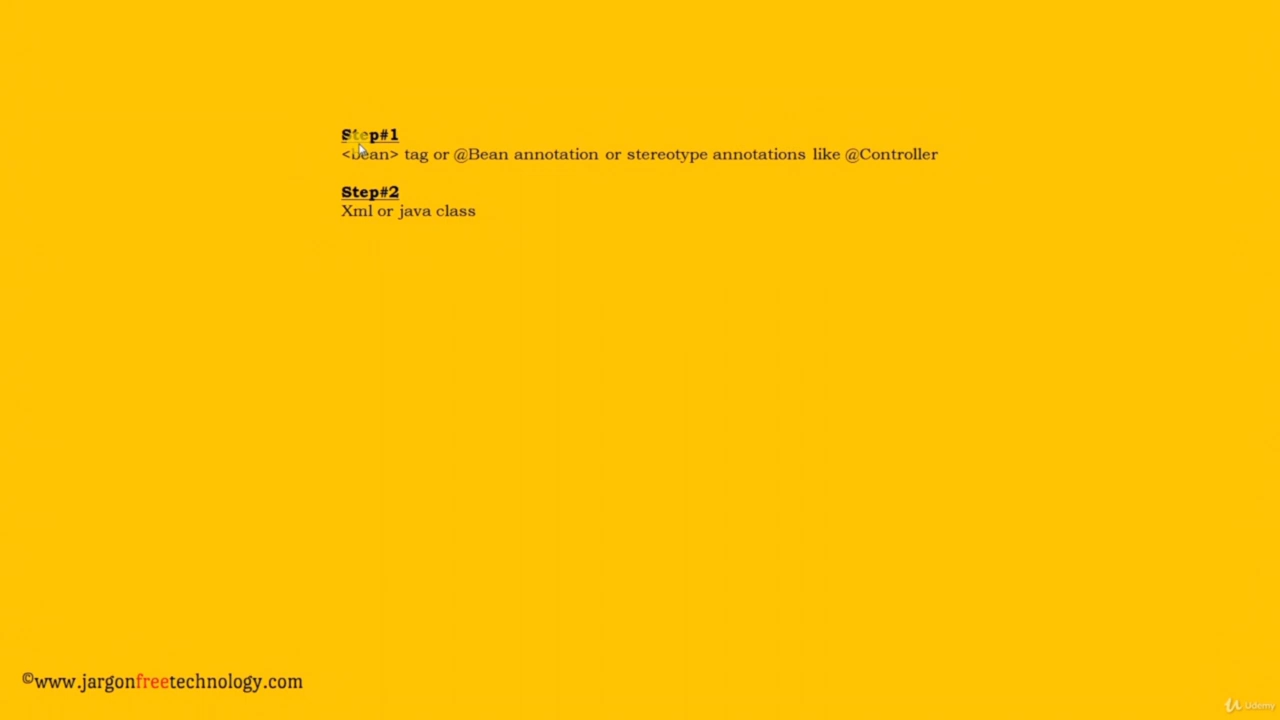 Step#1
<bean> tag or @Bean annotation or stereotype annotations like @Controller
Step#2
Xml or java class
©www.jargonfreetechnology.com
Udemy